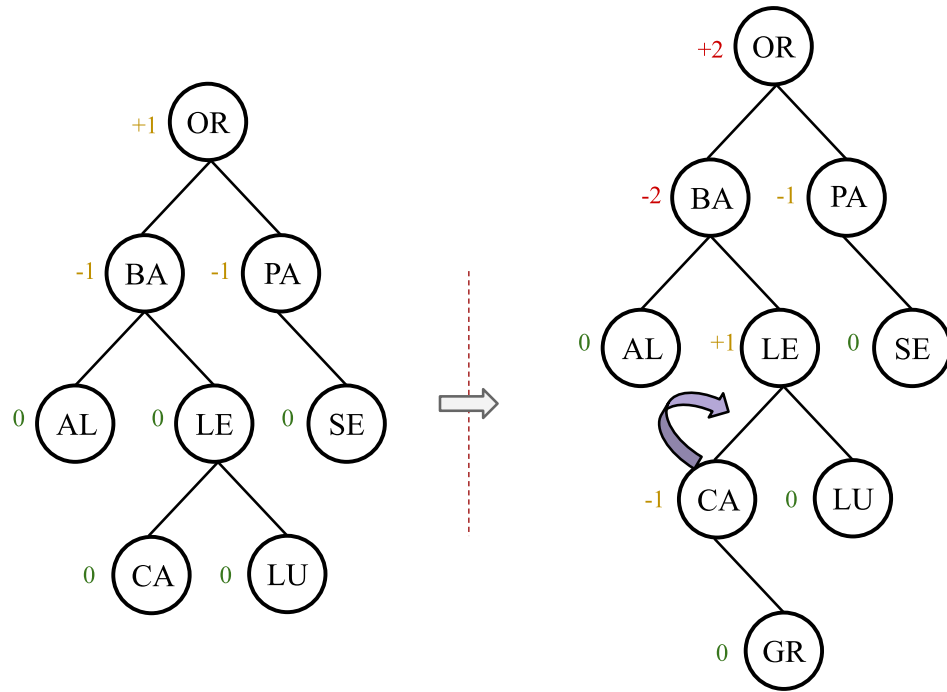 +1 OR
-1 BA -1 PA
0 AL 0 LE 0 SE
0 CA 0 LU
+2 OR
-2 BA -1 PA
0 AL +1 LE 0 SE
-1 CA 0 LU
0 GR